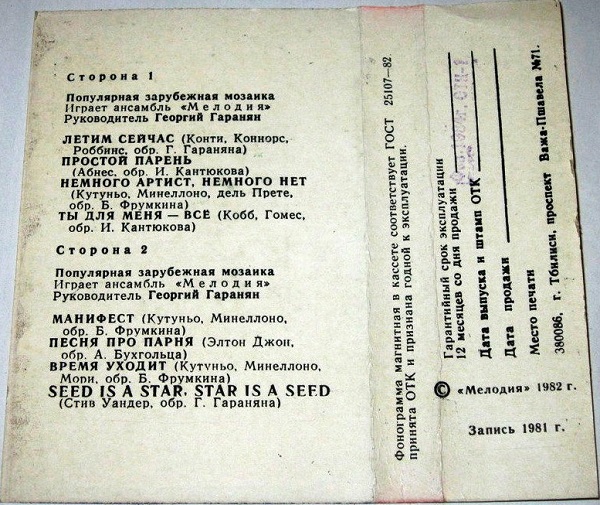 Сторона 1
Популярная зарубежная мозаика
Играет ансамбль «Мелодия»
Руководитель Георгий Гаранян
ЛЕТИМ СЕЙЧАС (Конти, Коннорс,
Роббинс, обр. Г. Гараняна)
ПРОСТОЙ ПАРЕНЬ
(Абнес, обр. И. Кантюкова)
НЕМНОГО АРТИСТ, НЕМНОГО НЕТ
(Кутуньо, Минеллоно, дель Прете,
обр. Б. Фрумкина)
ТЫ ДЛЯ МЕНЯ — ВСЁ (Кобб, Гомес,
обр. И. Кантюкова)
Сторона 2
Популярная зарубежная мозаика
Играет ансамбль «Мелодия»
Руководитель Георгий Гаранян
МАНИФЕСТ (Кутуньо, Минеллоно,
обр. Б. Фрумкина)
ПЕСНЯ ПРО ПАРНЯ (Элтон Джон,
обр. А. Бухгольца)
ВРЕМЯ УХОДИТ (Кутуньо, Минеллоно,
Мори, обр. Б. Фрумкина)
SEED IS A STAR, STAR IS A SEED
(Стив Уандер, обр. Г. Гараняна)
Фонограмма магнитная в кассете соответствует ГОСТ 25107—82
принята ОТК и признана годной к эксплуатации.
Гарантийный срок эксплуатации
12 месяцев со дня продажи
Дата выпуска и штамп ОТК
Дата продажи
Место печати
380086, г. Тбилиси, проспект Важа-Пшавела №71.
© «Мелодия» 1982 г.
Запись 1981 г.